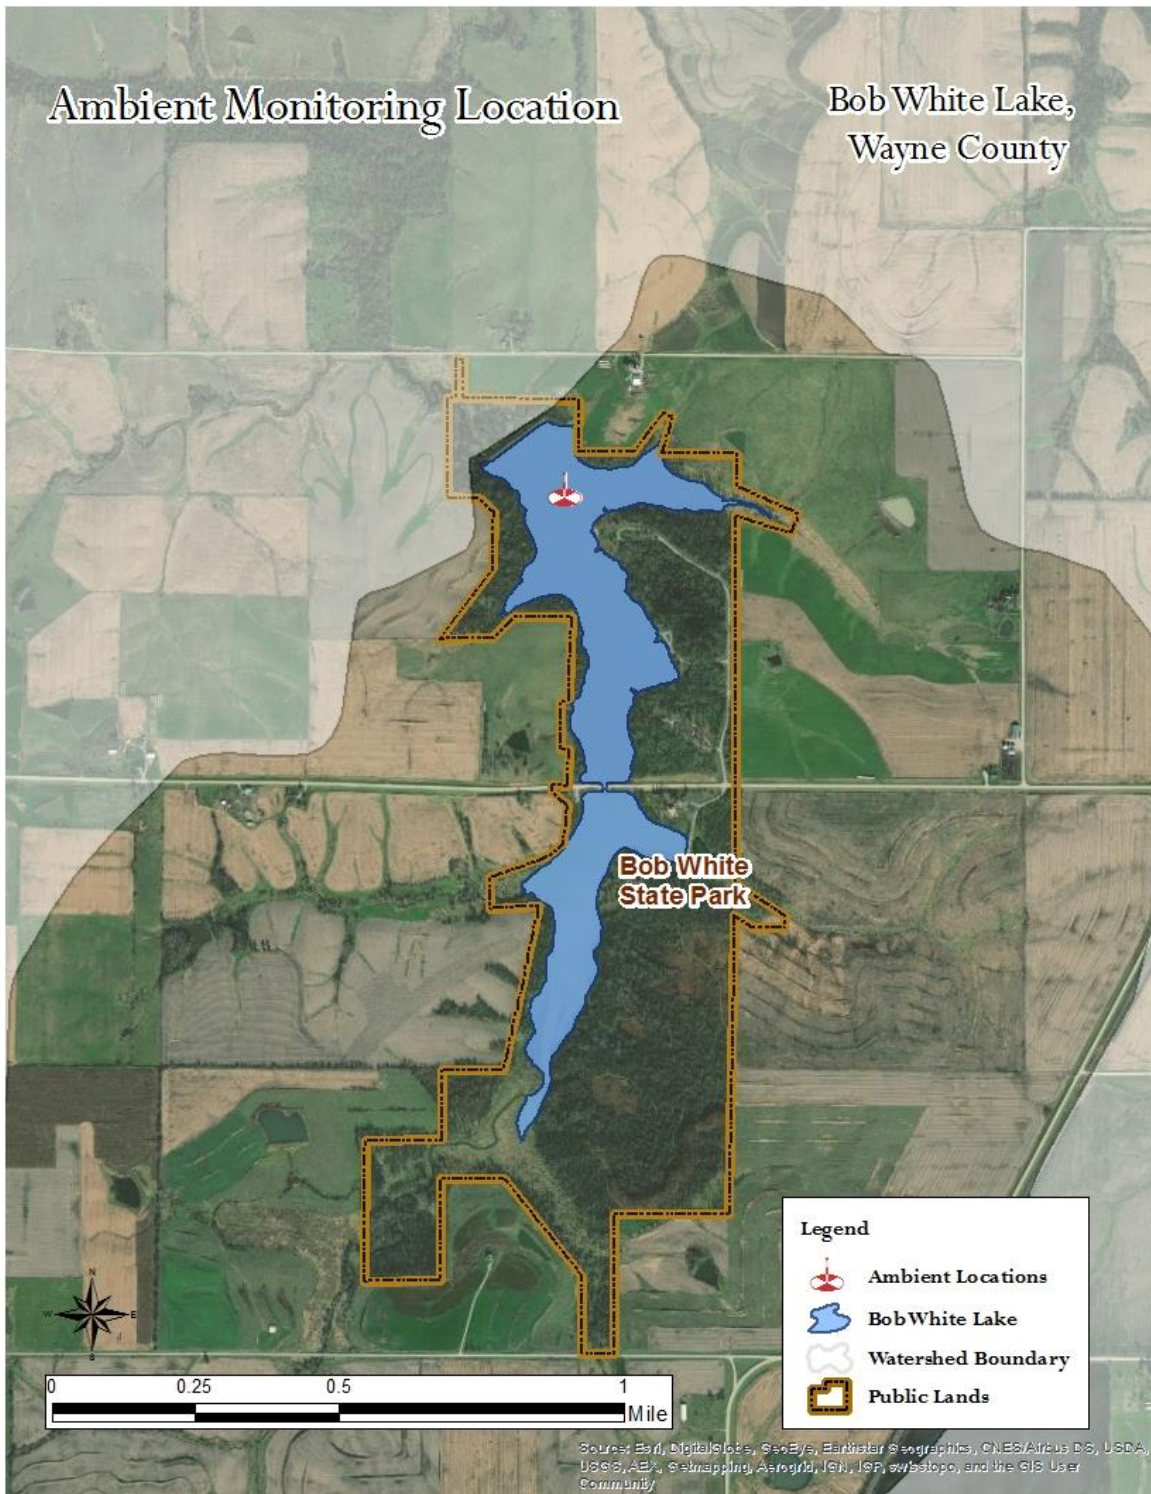 Ambient Monitoring Location
Bob White Lake,
Wayne County
Bob White
State Park
Legend
Ambient Locations
Bob White Lake
Watershed Boundary
Public Lands
N
W E
S
0 0.25 0.5 1
Mile
Source: Esri, DigitalGlobe, GeoEye, Earthstar Geographics, CNES/Airbus DS, USDA,
USGS, AEX, Getmapping, Aerogrid, IGN, IGP, swisstopo, and the GIS User
Community